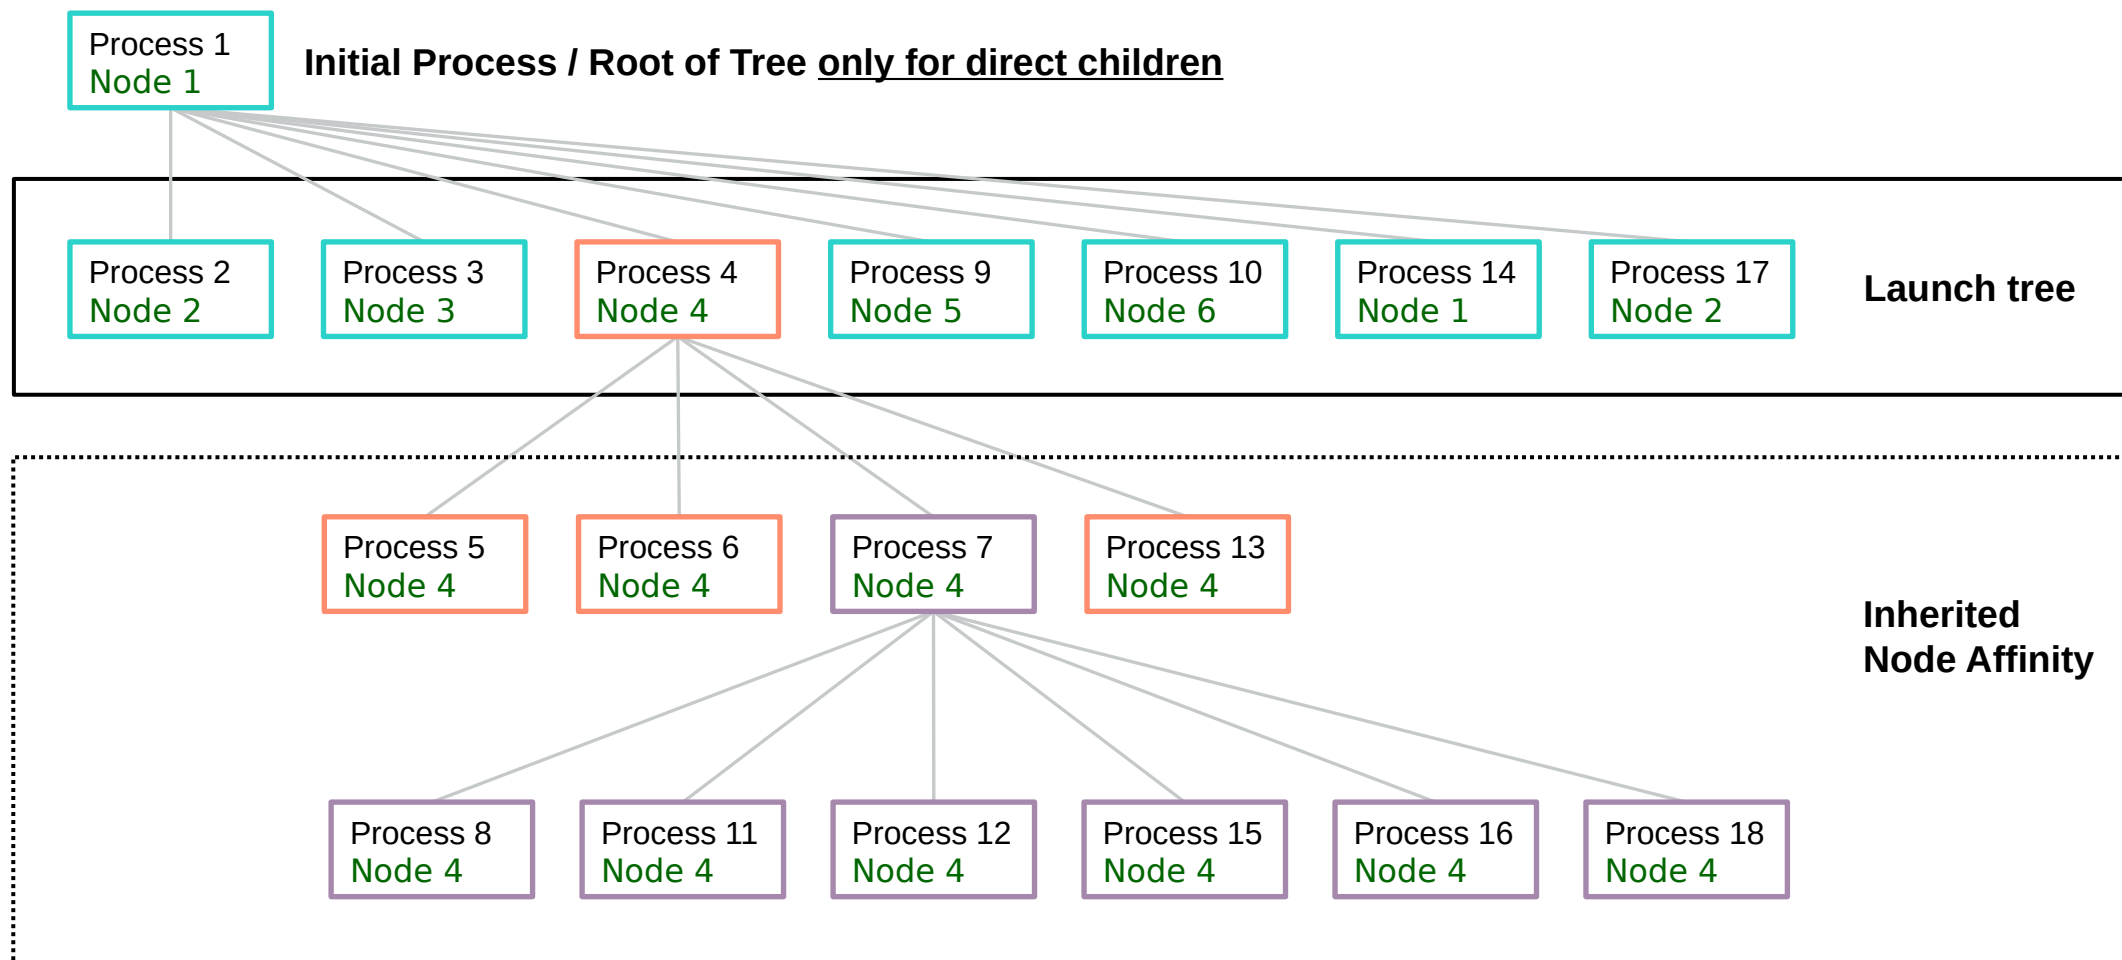 Process 1
Node 1
Initial Process / Root of Tree only for direct children
Process 2
Node 2
Process 3
Node 3
Process 4
Node 4
Process 9
Node 5
Process 10
Node 6
Process 14
Node 1
Process 17
Node 2
Launch tree
Process 5
Node 4
Process 6
Node 4
Process 7
Node 4
Process 13
Node 4
Inherited
Node Affinity
Process 8
Node 4
Process 11
Node 4
Process 12
Node 4
Process 15
Node 4
Process 16
Node 4
Process 18
Node 4